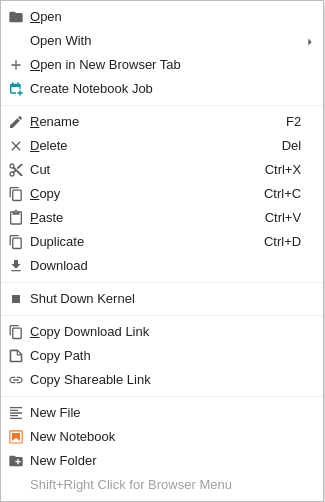 Open
Open With
Open in New Browser Tab
Create Notebook Job
Rename F2
Delete Del
Cut Ctrl+X
Copy Ctrl+C
Paste Ctrl+V
Duplicate Ctrl+D
Download
Shut Down Kernel
Copy Download Link
Copy Path
Copy Shareable Link
New File
New Notebook
New Folder
Shift+Right Click for Browser Menu